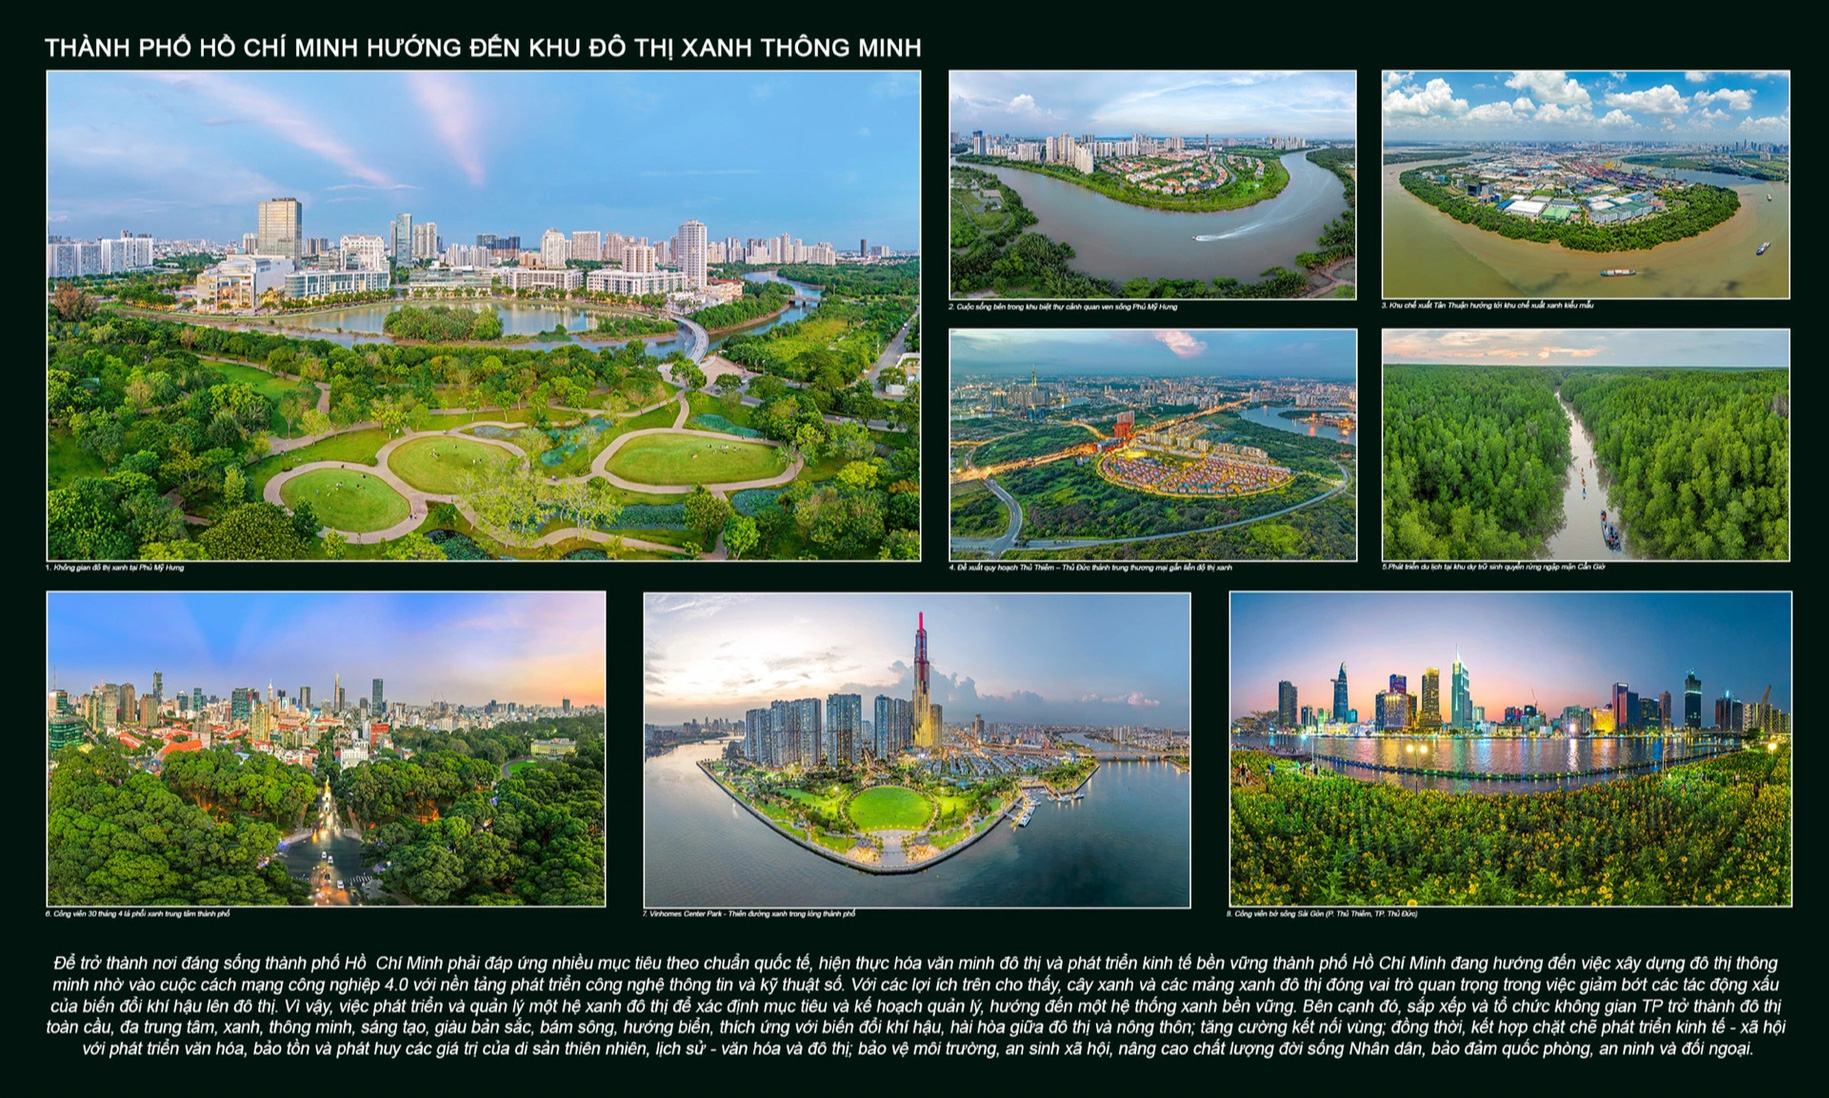 THÀNH PHỐ HỒ CHÍ MINH HƯỚNG ĐẾN KHU ĐÔ THỊ XANH THÔNG MINH
1. Không gian đô thị xanh tại Phú Mỹ Hưng
2. Cuộc sống bên trong khu biệt thự cảnh quan ven sông Phú Mỹ Hưng
3. Khu chế xuất Tân Thuận hướng tới khu chế xuất xanh kiểu mẫu
4. Đề xuất quy hoạch Thủ Thiêm – Thủ Đức thành trung thương mại gắn liền đô thị xanh
5.Phát triển du lịch tại khu dự trữ sinh quyển rừng ngập mặn Cần Giờ
6. Công viên 30 tháng 4 lá phổi xanh trung tâm thành phố
7. Vinhomes Center Park - Thiên đường xanh trong lòng thành phố
8. Công viên bờ sông Sài Gòn (P. Thủ Thiêm, TP. Thủ Đức)
Để trở thành nơi đáng sống thành phố Hồ Chí Minh phải đáp ứng nhiều mục tiêu theo chuẩn quốc tế, hiện thực hóa văn minh đô thị và phát triển kinh tế bền vững thành phố Hồ Chí Minh đang hướng đến việc xây dựng đô thị thông
minh nhờ vào cuộc cách mạng công nghiệp 4.0 với nền tảng phát triển công nghệ thông tin và kỹ thuật số. Với các lợi ích trên cho thấy, cây xanh và các mảng xanh đô thị đóng vai trò quan trọng trong việc giảm bớt các tác động xấu
của biến đổi khí hậu lên đô thị. Vì vậy, việc phát triển và quản lý một hệ xanh đô thị để xác định mục tiêu và kế hoạch quản lý, hướng đến một hệ thống xanh bền vững. Bên cạnh đó, sắp xếp và tổ chức không gian TP trở thành đô thị
toàn cầu, đa trung tâm, xanh, thông minh, sáng tạo, giàu bản sắc, bám sông, hướng biển, thích ứng với biến đổi khí hậu, hài hòa giữa đô thị và nông thôn; tăng cường kết nối vùng; đồng thời, kết hợp chặt chẽ phát triển kinh tế - xã hội
với phát triển văn hóa, bảo tồn và phát huy các giá trị của di sản thiên nhiên, lịch sử - văn hóa và đô thị; bảo vệ môi trường, an sinh xã hội, nâng cao chất lượng đời sống Nhân dân, bảo đảm quốc phòng, an ninh và đối ngoại.